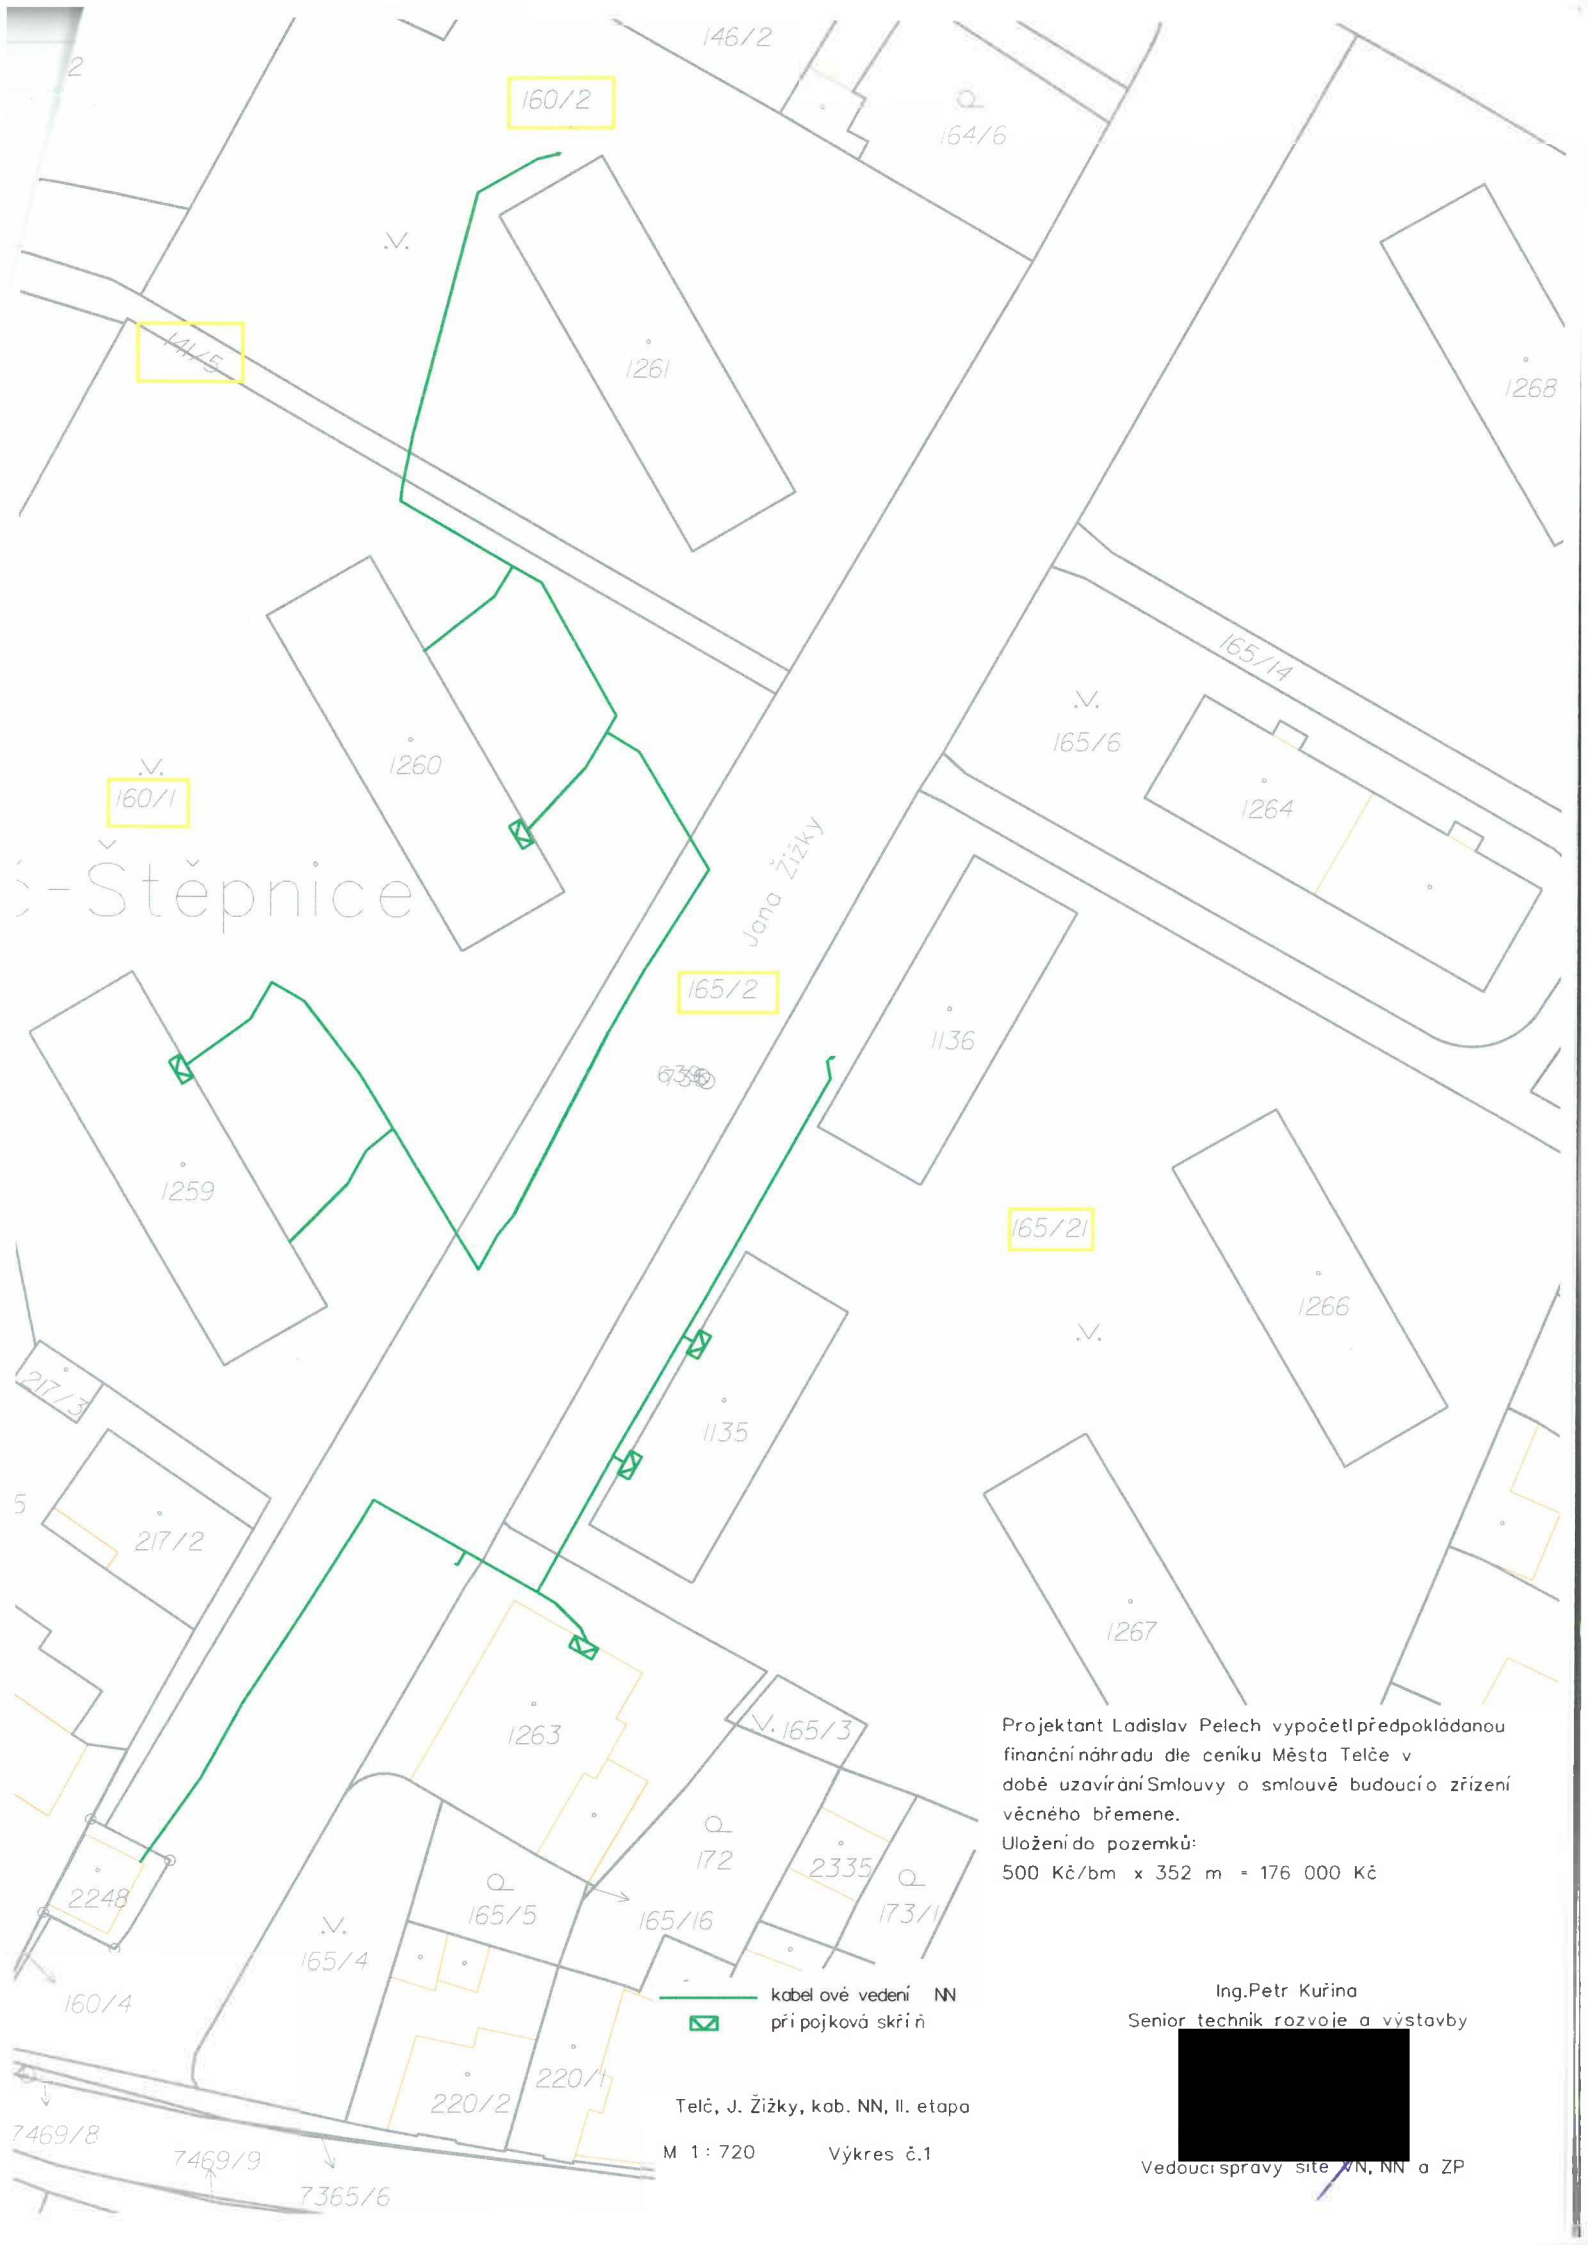 146/2
2
160/2
164/6
141/5
1261
1268
165/14
165/6
1260
1264
160/1
-Štěpnice
Jana Žižky
165/2
1136
1259
165/21
1266
217/3
1135
5
217/2
1267
1263
165/3
Projektant Ladislav Pelech vypočetl předpokládanou
finanční náhradu dle ceníku Města Telče v
době uzavírání Smlouvy o smlouvě budoucí o zřízení
věcného břemene.
Uložení do pozemků:
500 Kč/bm x 352 m = 176 000 Kč
172
2335
2248
165/5
165/16
173/1
165/4
160/4
kabelové vedení NN
přípojková skříň
Ing.Petr Kuřina
Senior technik rozvoje a výstavby
220/1
220/2
Telč, J. Žižky, kab. NN, II. etapa
7469/8
7469/9
M 1:720 Výkres č.1
Vedoucí správy sítě VN, NN a ZP
7365/6